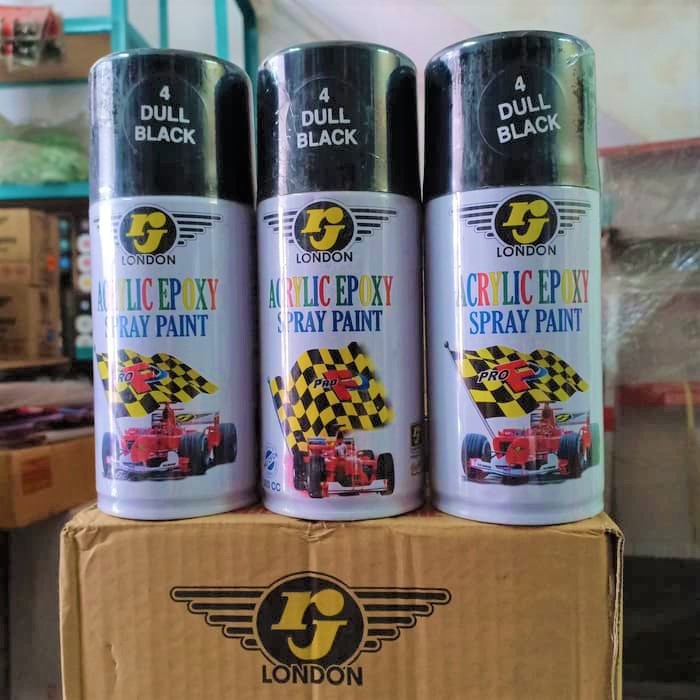 4
DULL
BLACK
rj
LONDON
ACRYLIC EPOXY
SPRAY PAINT
PRO F
4
DULL
BLACK
rj
LONDON
ACRYLIC EPOXY
SPRAY PAINT
PRO F
CC
4
DULL
BLACK
rj
LONDON
ACRYLIC EPOXY
SPRAY PAINT
PRO F
rj
LONDON